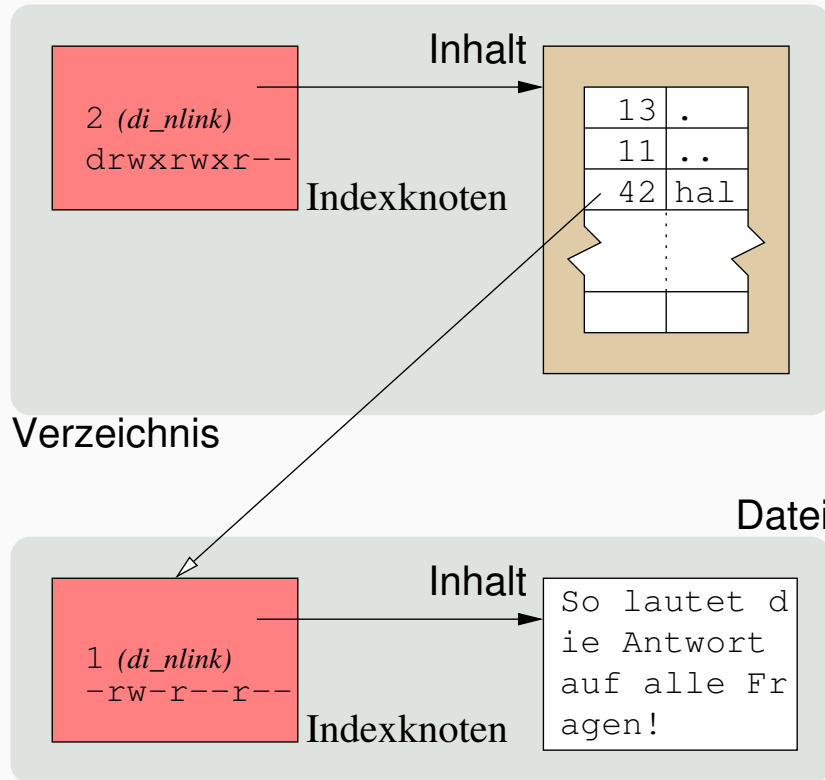 Inhalt
2 (di_nlink)
drwxrwxr--
Indexknoten
13 .
11 ..
42 hal
Verzeichnis
Datei
Inhalt
1 (di_nlink)
-rw-r--r--
Indexknoten
So lautet d
ie Antwort
auf alle Fr
agen!